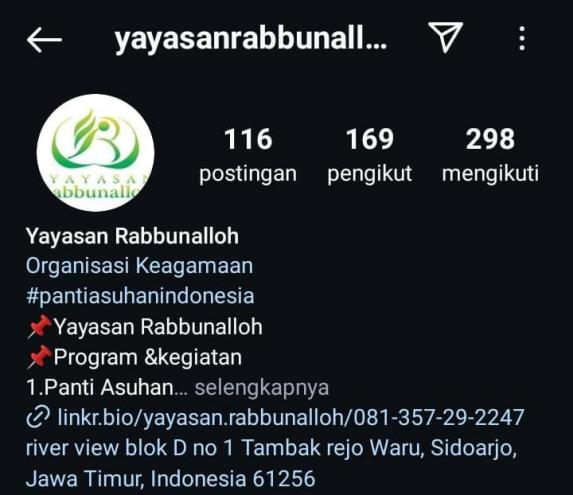 yayasanrabbunall...
116 169 298
postingan pengikut mengikuti
YAYASAN
abbunallo
Yayasan Rabbunalloh
Organisasi Keagamaan
#pantiasuhanindonesia
📌Yayasan Rabbunalloh
📌Program &kegiatan
1.Panti Asuhan... selengkapnya
linkr.bio/yayasan.rabbunalloh/081-357-29-2247
river view blok D no 1 Tambak rejo Waru, Sidoarjo,
Jawa Timur, Indonesia 61256